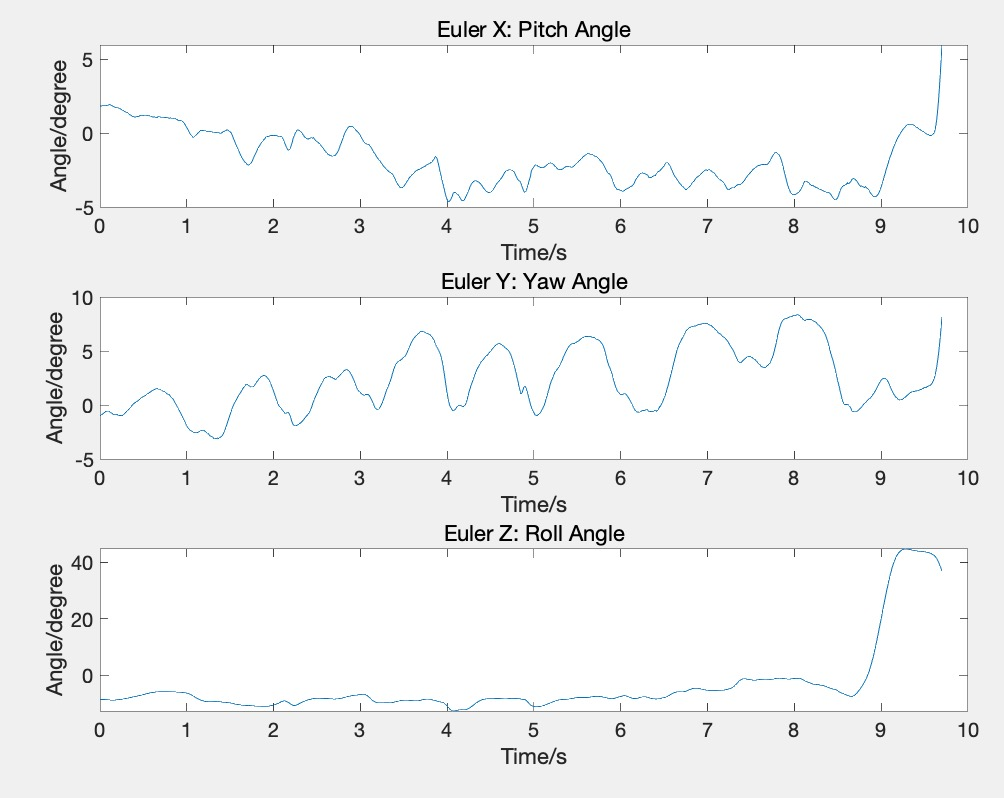 Euler X: Pitch Angle
Angle/degree
5
0
-5
0 1 2 3 4 5 6 7 8 9 10
Time/s
Euler Y: Yaw Angle
Angle/degree
10
5
0
-5
0 1 2 3 4 5 6 7 8 9 10
Time/s
Euler Z: Roll Angle
Angle/degree
40
20
0
0 1 2 3 4 5 6 7 8 9 10
Time/s